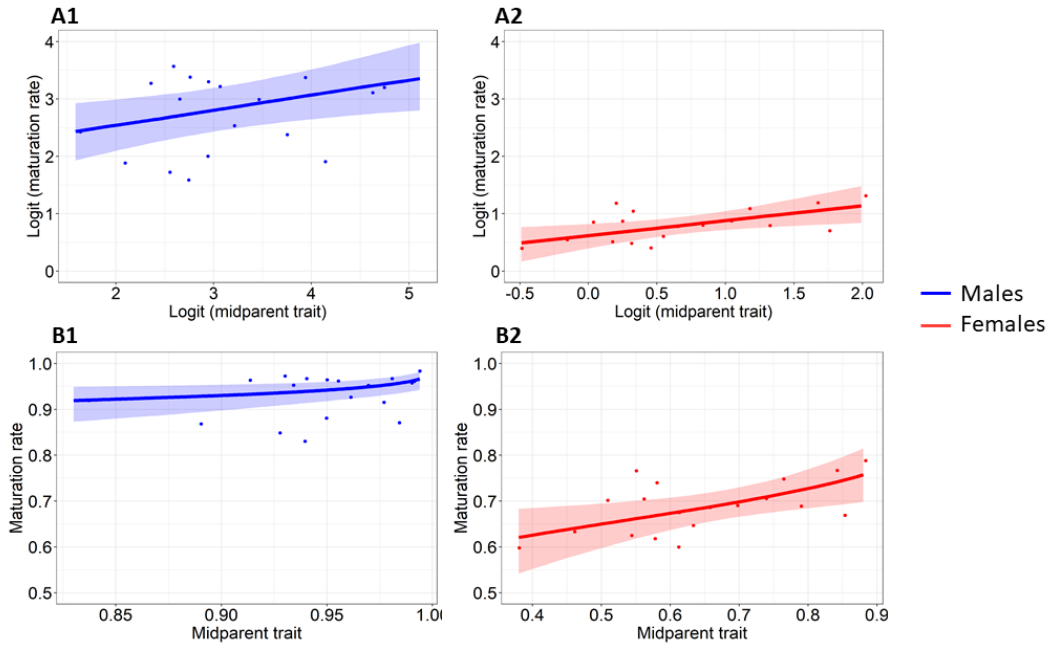 A1
A2
4
3
2
1
0
Logit (maturation rate)
2 3 4 5
Logit (midparent trait)
4
3
2
1
0
Logit (maturation rate)
-0.5 0.0 0.5 1.0 1.5 2.0
Logit (midparent trait)
Males
Females
B1
B2
1.0
0.9
0.8
0.7
0.6
0.5
Maturation rate
0.85 0.90 0.95 1.00
Midparent trait
1.0
0.9
0.8
0.7
0.6
0.5
Maturation rate
0.4 0.5 0.6 0.7 0.8 0.9
Midparent trait